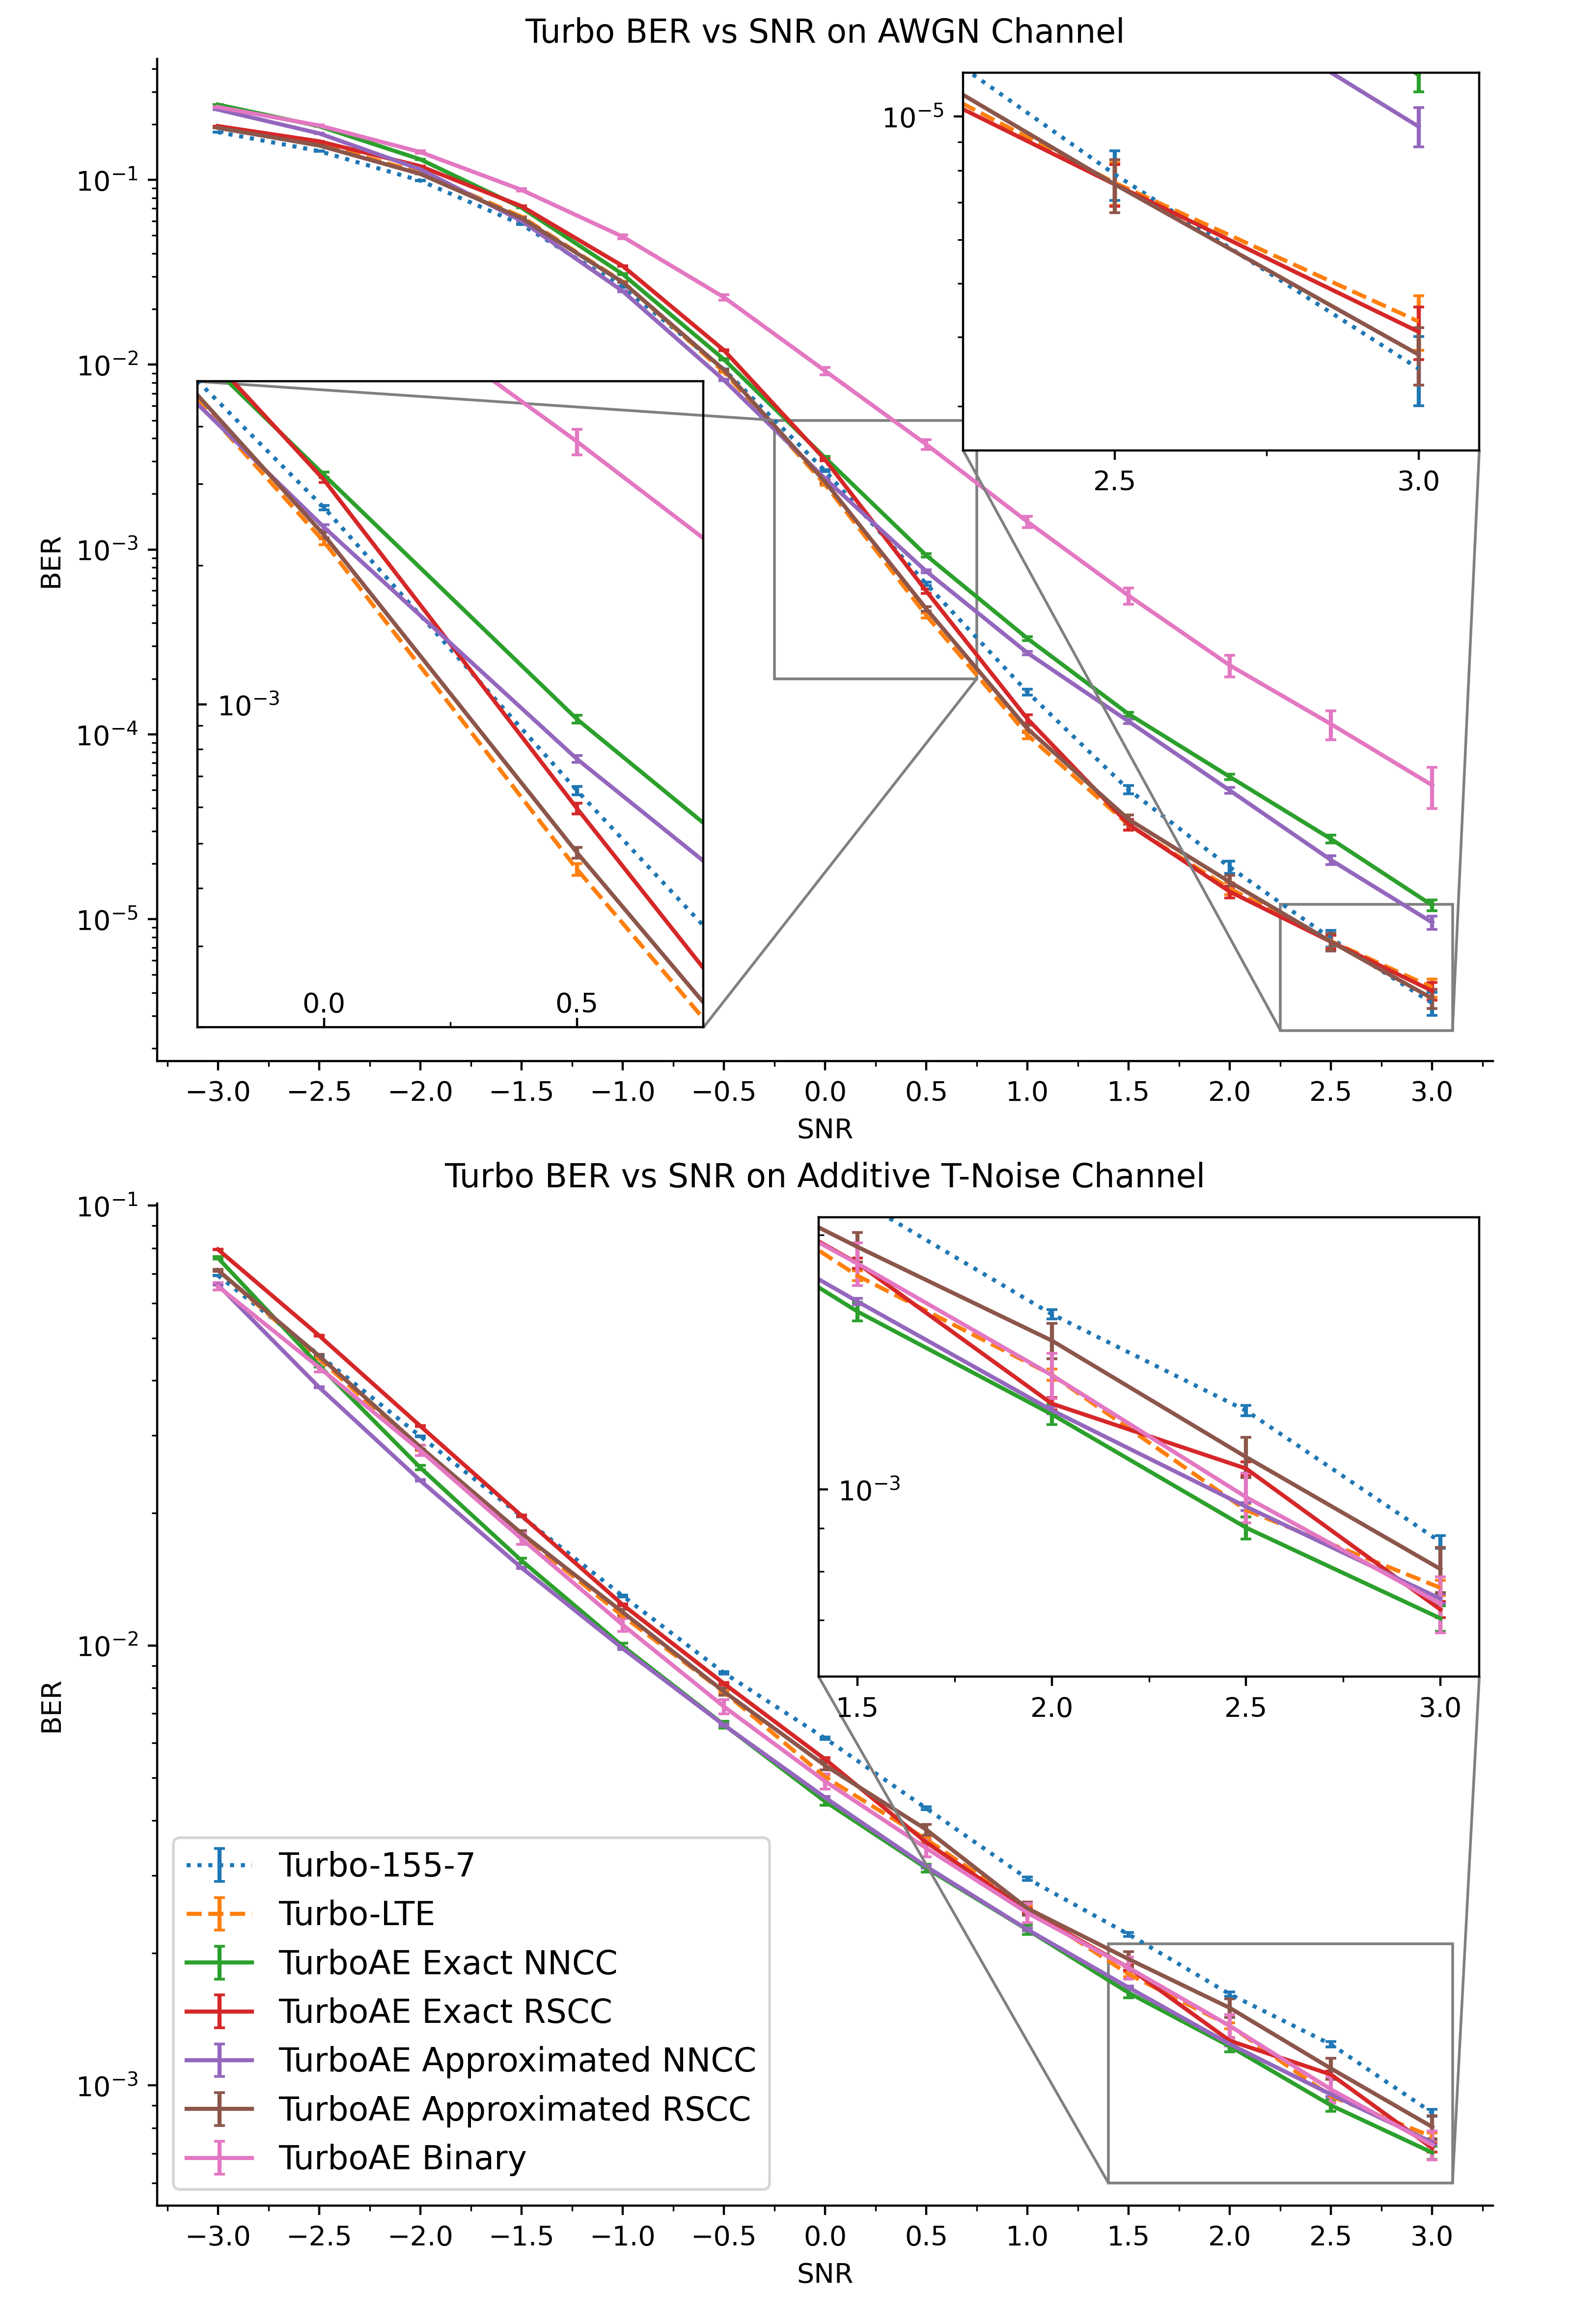 Turbo BER vs SNR on AWGN Channel
10⁻⁵
2.5 3.0
10⁻¹
10⁻²
10⁻³
10⁻⁴
10⁻⁵
BER
10⁻³
0.0 0.5
−3.0 −2.5 −2.0 −1.5 −1.0 −0.5 0.0 0.5 1.0 1.5 2.0 2.5 3.0
SNR
Turbo BER vs SNR on Additive T-Noise Channel
10⁻¹
10⁻²
10⁻³
BER
10⁻³
1.5 2.0 2.5 3.0
Turbo-155-7
Turbo-LTE
TurboAE Exact NNCC
TurboAE Exact RSCC
TurboAE Approximated NNCC
TurboAE Approximated RSCC
TurboAE Binary
−3.0 −2.5 −2.0 −1.5 −1.0 −0.5 0.0 0.5 1.0 1.5 2.0 2.5 3.0
SNR